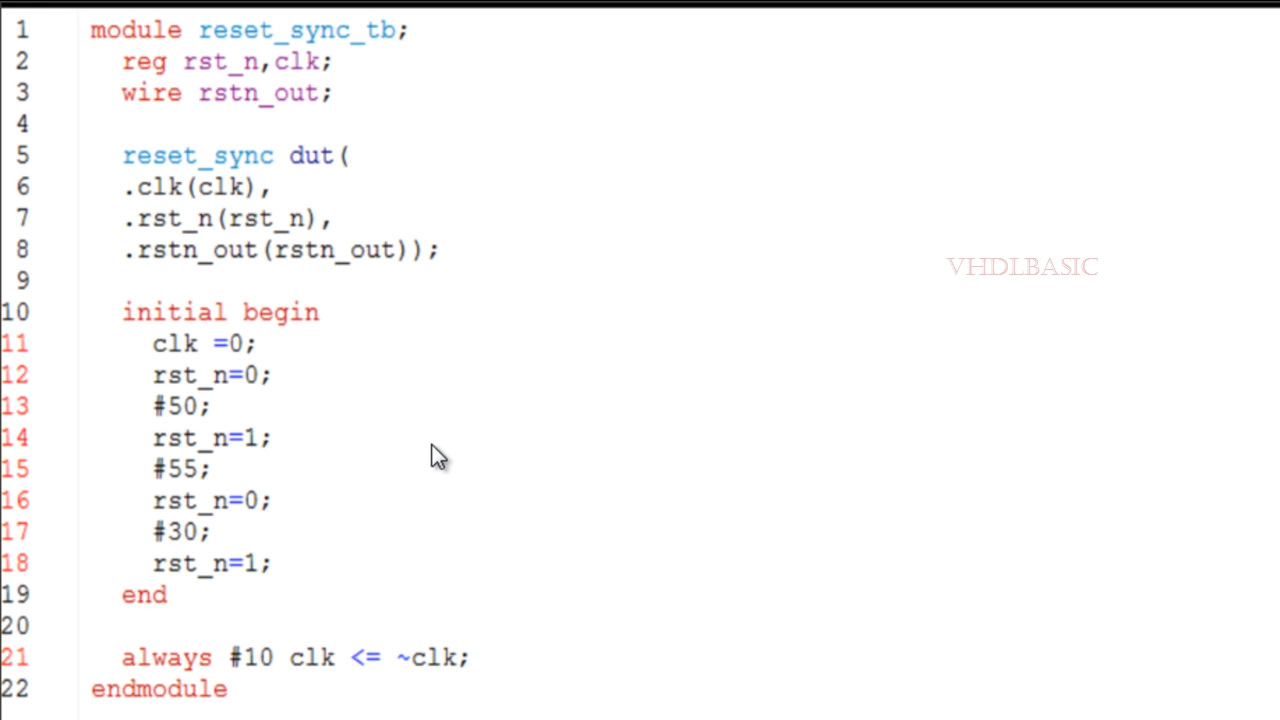 1 module reset_sync_tb;
2 reg rst_n,clk;
3 wire rstn_out;
4
5 reset_sync dut(
6 .clk(clk),
7 .rst_n(rst_n),
8 .rstn_out(rstn_out));
9
10 initial begin
11 clk =0;
12 rst_n=0;
13 #50;
14 rst_n=1;
15 #55;
16 rst_n=0;
17 #30;
18 rst_n=1;
19 end
20
21 always #10 clk <= ~clk;
22 endmodule
VHDLBASIC